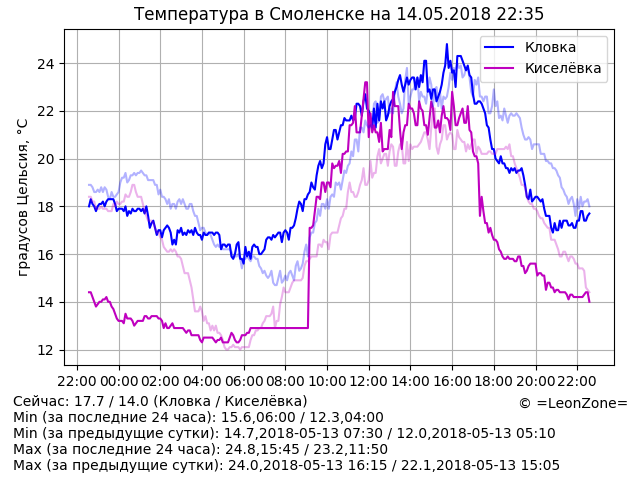 Температура в Смоленске на 14.05.2018 22:35
Кловка
Киселёвка
градусов Цельсия, °C
24
22
20
18
16
14
12
22:00 00:00 02:00 04:00 06:00 08:00 10:00 12:00 14:00 16:00 18:00 20:00 22:00
Сейчас: 17.7 / 14.0 (Кловка / Киселёвка)
© =LeonZone=
Min (за последние 24 часа): 15.6,06:00 / 12.3,04:00
Min (за предыдущие сутки): 14.7,2018-05-13 07:30 / 12.0,2018-05-13 05:10
Max (за последние 24 часа): 24.8,15:45 / 23.2,11:50
Max (за предыдущие сутки): 24.0,2018-05-13 16:15 / 22.1,2018-05-13 15:05